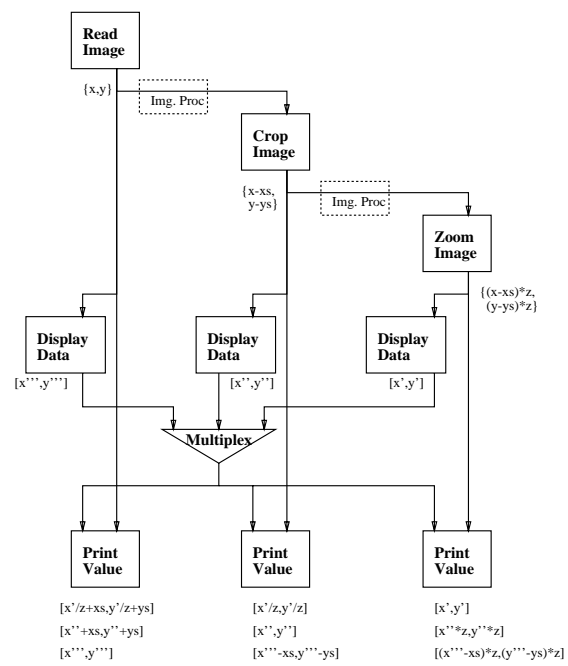 Read
Image
{x,y}
Img. Proc
Crop
Image
{x-xs,
y-ys}
Img. Proc
Zoom
Image
{(x-xs)*z,
(y-ys)*z}
Display
Data
Display
Data
Display
Data
[x''',y''']
[x'',y'']
[x',y']
Multiplex
Print
Value
Print
Value
Print
Value
[x'/z+xs,y'/z+ys]
[x'/z,y'/z]
[x',y']
[x''+xs,y''+ys]
[x'',y'']
[x''*z,y''*z]
[x''',y''']
[x'''-xs,y'''-ys]
[(x'''-xs)*z,(y'''-ys)*z]